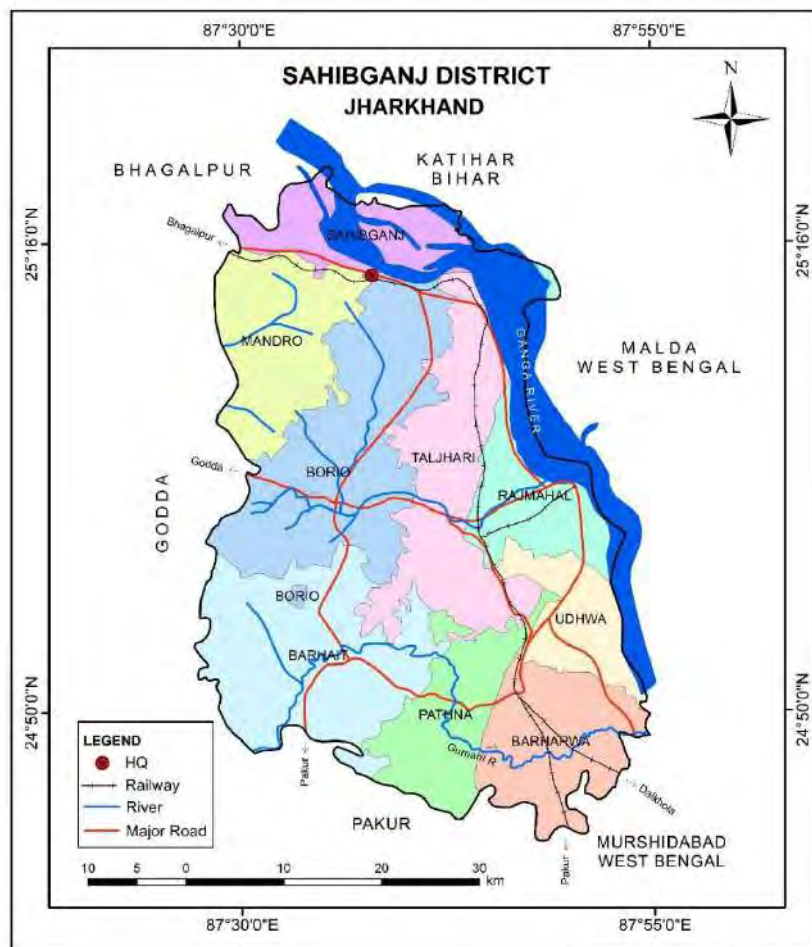 87°30'0"E
87°55'0"E
SAHIBGANJ DISTRICT
JHARKHAND
N
BHAGALPUR
KATIHAR
BIHAR
Bhagalpur
SAHIBGANJ
25°16'0"N
25°16'0"N
MANDRO
GANGA RIVER
MALDA
WEST BENGAL
Godda
BORIO
TALJHARI
RAJMAHAL
GODDA
BORIO
UDHWA
BARHAIT
24°50'0"N
24°50'0"N
PATHNA
BARHARWA
Gumani R
LEGEND
HQ
Railway
River
Major Road
Pakur
Dalkhola
PAKUR
Pakur
MURSHIDABAD
WEST BENGAL
10 5 0 10 20 30
km
87°30'0"E
87°55'0"E